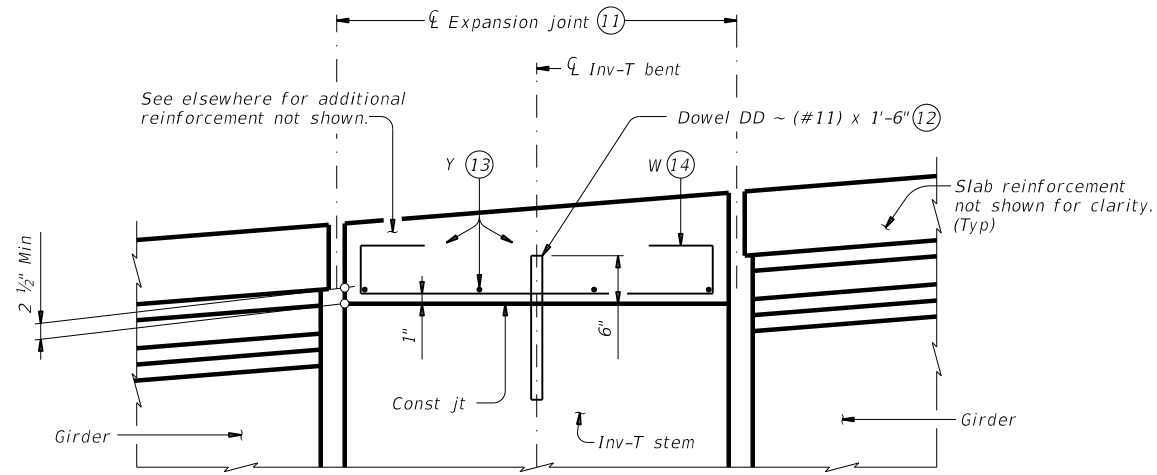 ℄ Expansion joint 11
℄ Inv-T bent
See elsewhere for additional
reinforcement not shown.
Dowel DD ~ (#11) x 1'-6" 12
Y 13
W 14
Slab reinforcement
not shown for clarity.
(Typ)
2 ½" Min
1"
6"
Const jt
Girder
Inv-T stem
Girder